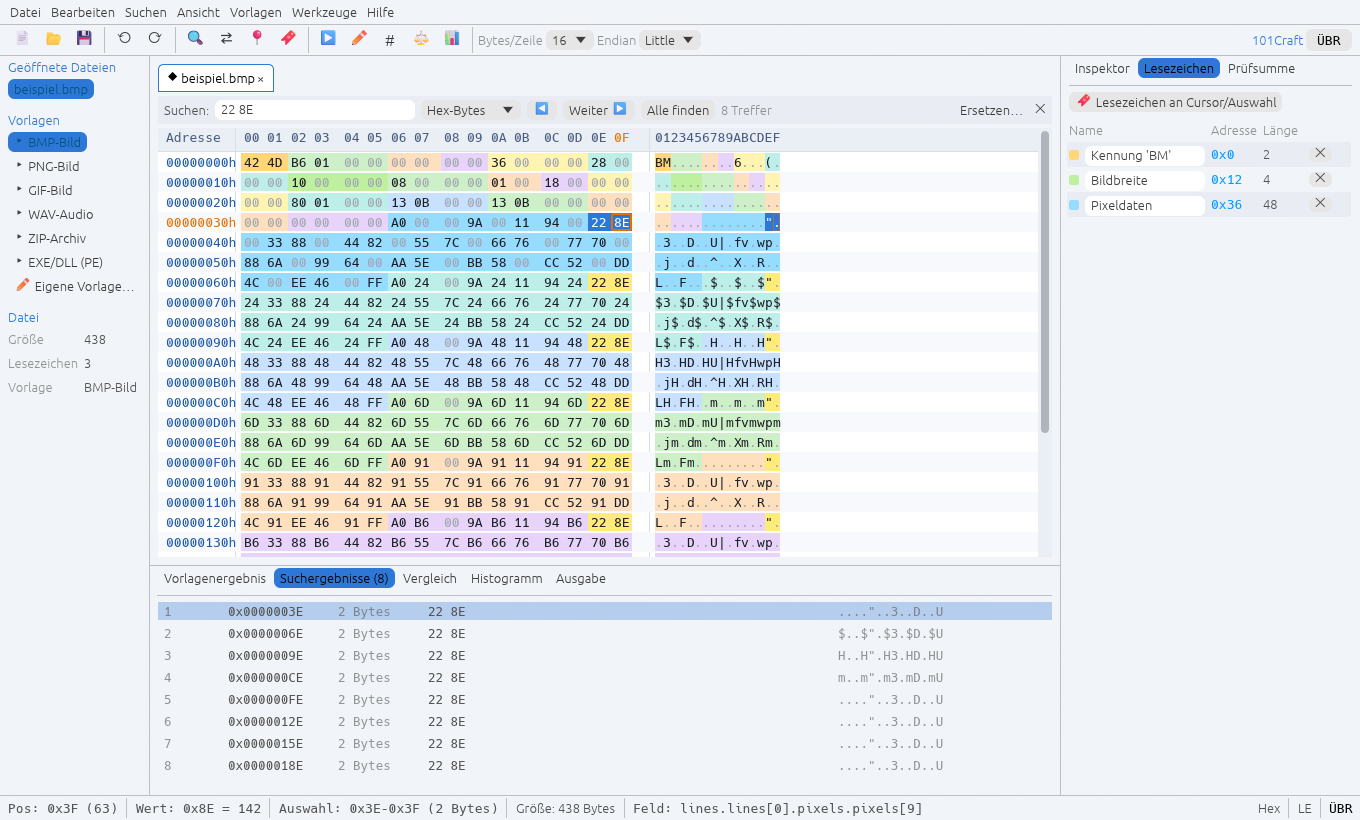 Datei Bearbeiten Suchen Ansicht Vorlagen Werkzeuge Hilfe
# Bytes/Zeile 16 Endian Little 101Craft ÜBR
Geöffnete Dateien
beispiel.bmp
Vorlagen
BMP-Bild
PNG-Bild
GIF-Bild
WAV-Audio
ZIP-Archiv
EXE/DLL (PE)
Eigene Vorlage…
Datei
Größe 438
Lesezeichen 3
Vorlage BMP-Bild
beispiel.bmp ×
Suchen: 22 8E Hex-Bytes Weiter Alle finden 8 Treffer Ersetzen…
Adresse 00 01 02 03 04 05 06 07 08 09 0A 0B 0C 0D 0E 0F 0123456789ABCDEF
00000000h 42 4D B6 01 00 00 00 00 00 00 36 00 00 00 28 00 BM........6...(.
00000010h 00 00 10 00 00 00 08 00 00 00 01 00 18 00 00 00 ................
00000020h 00 00 80 01 00 00 13 0B 00 00 13 0B 00 00 00 00 ................
00000030h 00 00 00 00 00 00 A0 00 00 9A 00 11 94 00 22 8E ..............".
00000040h 00 33 88 00 44 82 00 55 7C 00 66 76 00 77 70 00 .3..D..U|.fv.wp.
00000050h 88 6A 00 99 64 00 AA 5E 00 BB 58 00 CC 52 00 DD .j..d..^..X..R..
00000060h 4C 00 EE 46 00 FF A0 24 00 9A 24 11 94 24 22 8E L..F...$..$..$".
00000070h 24 33 88 24 44 82 24 55 7C 24 66 76 24 77 70 24 $3.$D.$U|$fv$wp$
00000080h 88 6A 24 99 64 24 AA 5E 24 BB 58 24 CC 52 24 DD .j$.d$.^$.X$.R$.
00000090h 4C 24 EE 46 24 FF A0 48 00 9A 48 11 94 48 22 8E L$.F$..H..H..H".
000000A0h 48 33 88 48 44 82 48 55 7C 48 66 76 48 77 70 48 H3.HD.HU|HfvHwpH
000000B0h 88 6A 48 99 64 48 AA 5E 48 BB 58 48 CC 52 48 DD .jH.dH.^H.XH.RH.
000000C0h 4C 48 EE 46 48 FF A0 6D 00 9A 6D 11 94 6D 22 8E LH.FH..m..m..m".
000000D0h 6D 33 88 6D 44 82 6D 55 7C 6D 66 76 6D 77 70 6D m3.mD.mU|mfvmwpm
000000E0h 88 6A 6D 99 64 6D AA 5E 6D BB 58 6D CC 52 6D DD .jm.dm.^m.Xm.Rm.
000000F0h 4C 6D EE 46 6D FF A0 91 00 9A 91 11 94 91 22 8E Lm.Fm.........".
00000100h 91 33 88 91 44 82 91 55 7C 91 66 76 91 77 70 91 .3..D..U|.fv.wp.
00000110h 88 6A 91 99 64 91 AA 5E 91 BB 58 91 CC 52 91 DD .j..d..^..X..R..
00000120h 4C 91 EE 46 91 FF A0 B6 00 9A B6 11 94 B6 22 8E L..F..........".
00000130h B6 33 88 B6 44 82 B6 55 7C B6 66 76 B6 77 70 B6 .3..D..U|.fv.wp.
Vorlagenergebnis Suchergebnisse (8) Vergleich Histogramm Ausgabe
1 0x0000003E 2 Bytes 22 8E ...."..3..D..U
2 0x0000006E 2 Bytes 22 8E $..$".$3.$D.$U
3 0x0000009E 2 Bytes 22 8E H..H".H3.HD.HU
4 0x000000CE 2 Bytes 22 8E m..m".m3.mD.mU
5 0x000000FE 2 Bytes 22 8E ...."..3..D..U
6 0x0000012E 2 Bytes 22 8E ...."..3..D..U
7 0x0000015E 2 Bytes 22 8E ...."..3..D..U
8 0x0000018E 2 Bytes 22 8E ...."..3..D..U
Inspektor Lesezeichen Prüfsumme
Lesezeichen an Cursor/Auswahl
Name Adresse Länge
Kennung 'BM' 0x0 2
Bildbreite 0x12 4
Pixeldaten 0x36 48
Pos: 0x3F (63) Wert: 0x8E = 142 Auswahl: 0x3E-0x3F (2 Bytes) Größe: 438 Bytes Feld: lines.lines[0].pixels.pixels[9] Hex LE ÜBR